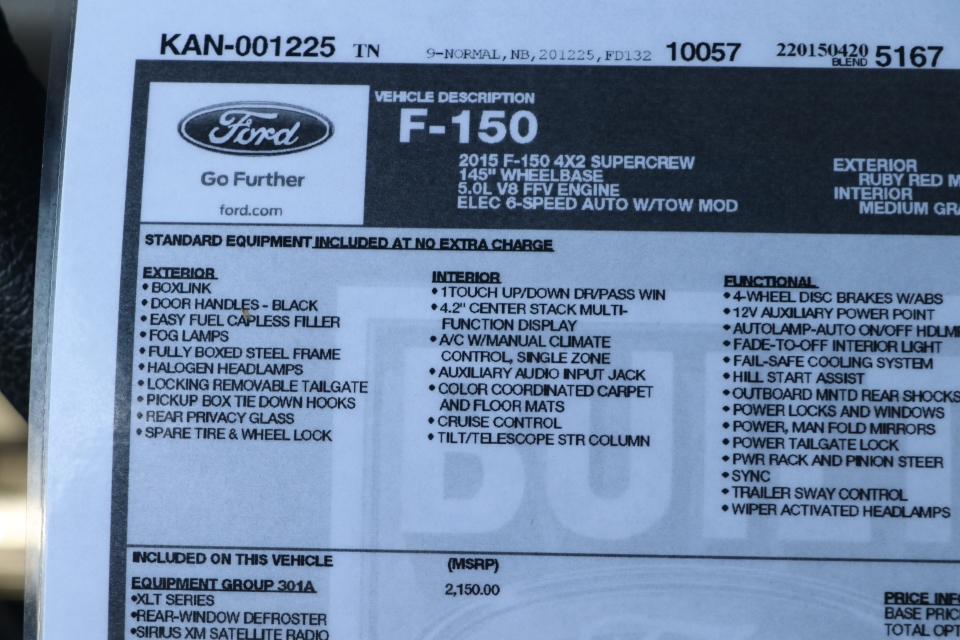 KAN-001225 TN 9-NORMAL,NB,201225,FD132 10057 220150420 BLEND 5167
Ford
Go Further
ford.com
VEHICLE DESCRIPTION
F-150
2015 F-150 4X2 SUPERCREW
145" WHEELBASE
5.0L V8 FFV ENGINE
ELEC 6-SPEED AUTO W/TOW MOD
EXTERIOR
RUBY RED M
INTERIOR
MEDIUM GRA
STANDARD EQUIPMENT INCLUDED AT NO EXTRA CHARGE
EXTERIOR
• BOXLINK
• DOOR HANDLES - BLACK
• EASY FUEL CAPLESS FILLER
• FOG LAMPS
• FULLY BOXED STEEL FRAME
• HALOGEN HEADLAMPS
• LOCKING REMOVABLE TAILGATE
• PICKUP BOX TIE DOWN HOOKS
• REAR PRIVACY GLASS
• SPARE TIRE & WHEEL LOCK
INTERIOR
• 1TOUCH UP/DOWN DR/PASS WIN
• 4.2" CENTER STACK MULTI-
FUNCTION DISPLAY
• A/C W/MANUAL CLIMATE
CONTROL, SINGLE ZONE
• AUXILIARY AUDIO INPUT JACK
• COLOR COORDINATED CARPET
AND FLOOR MATS
• CRUISE CONTROL
• TILT/TELESCOPE STR COLUMN
FUNCTIONAL
• 4-WHEEL DISC BRAKES W/ABS
• 12V AUXILIARY POWER POINT
• AUTOLAMP-AUTO ON/OFF HDLM
• FADE-TO-OFF INTERIOR LIGHT
• FAIL-SAFE COOLING SYSTEM
• HILL START ASSIST
• OUTBOARD MNTD REAR SHOCKS
• POWER LOCKS AND WINDOWS
• POWER, MAN FOLD MIRRORS
• POWER TAILGATE LOCK
• PWR RACK AND PINION STEER
• SYNC
• TRAILER SWAY CONTROL
• WIPER ACTIVATED HEADLAMPS
INCLUDED ON THIS VEHICLE (MSRP)
EQUIPMENT GROUP 301A 2,150.00
•XLT SERIES
•REAR-WINDOW DEFROSTER
•SIRIUS XM SATELLITE RADIO
PRICE INF
BASE PRIC
TOTAL OPT